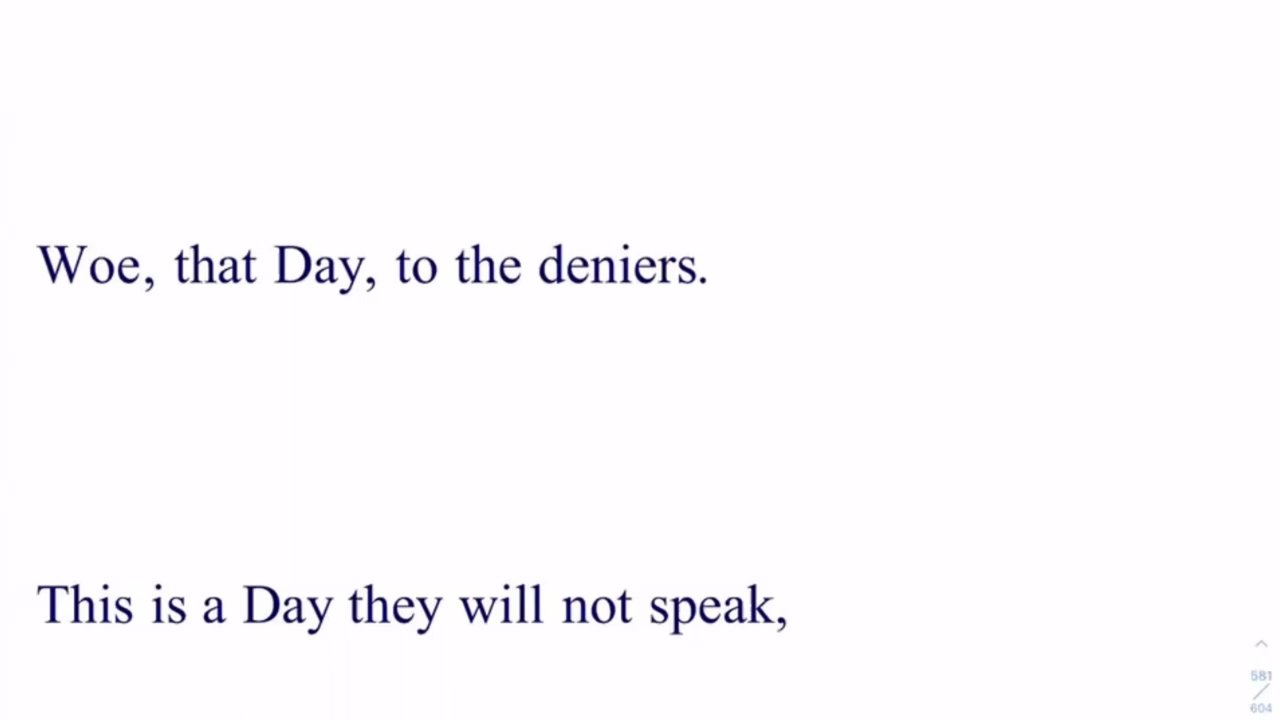 Woe, that Day, to the deniers.
This is a Day they will not speak,
581
/
604